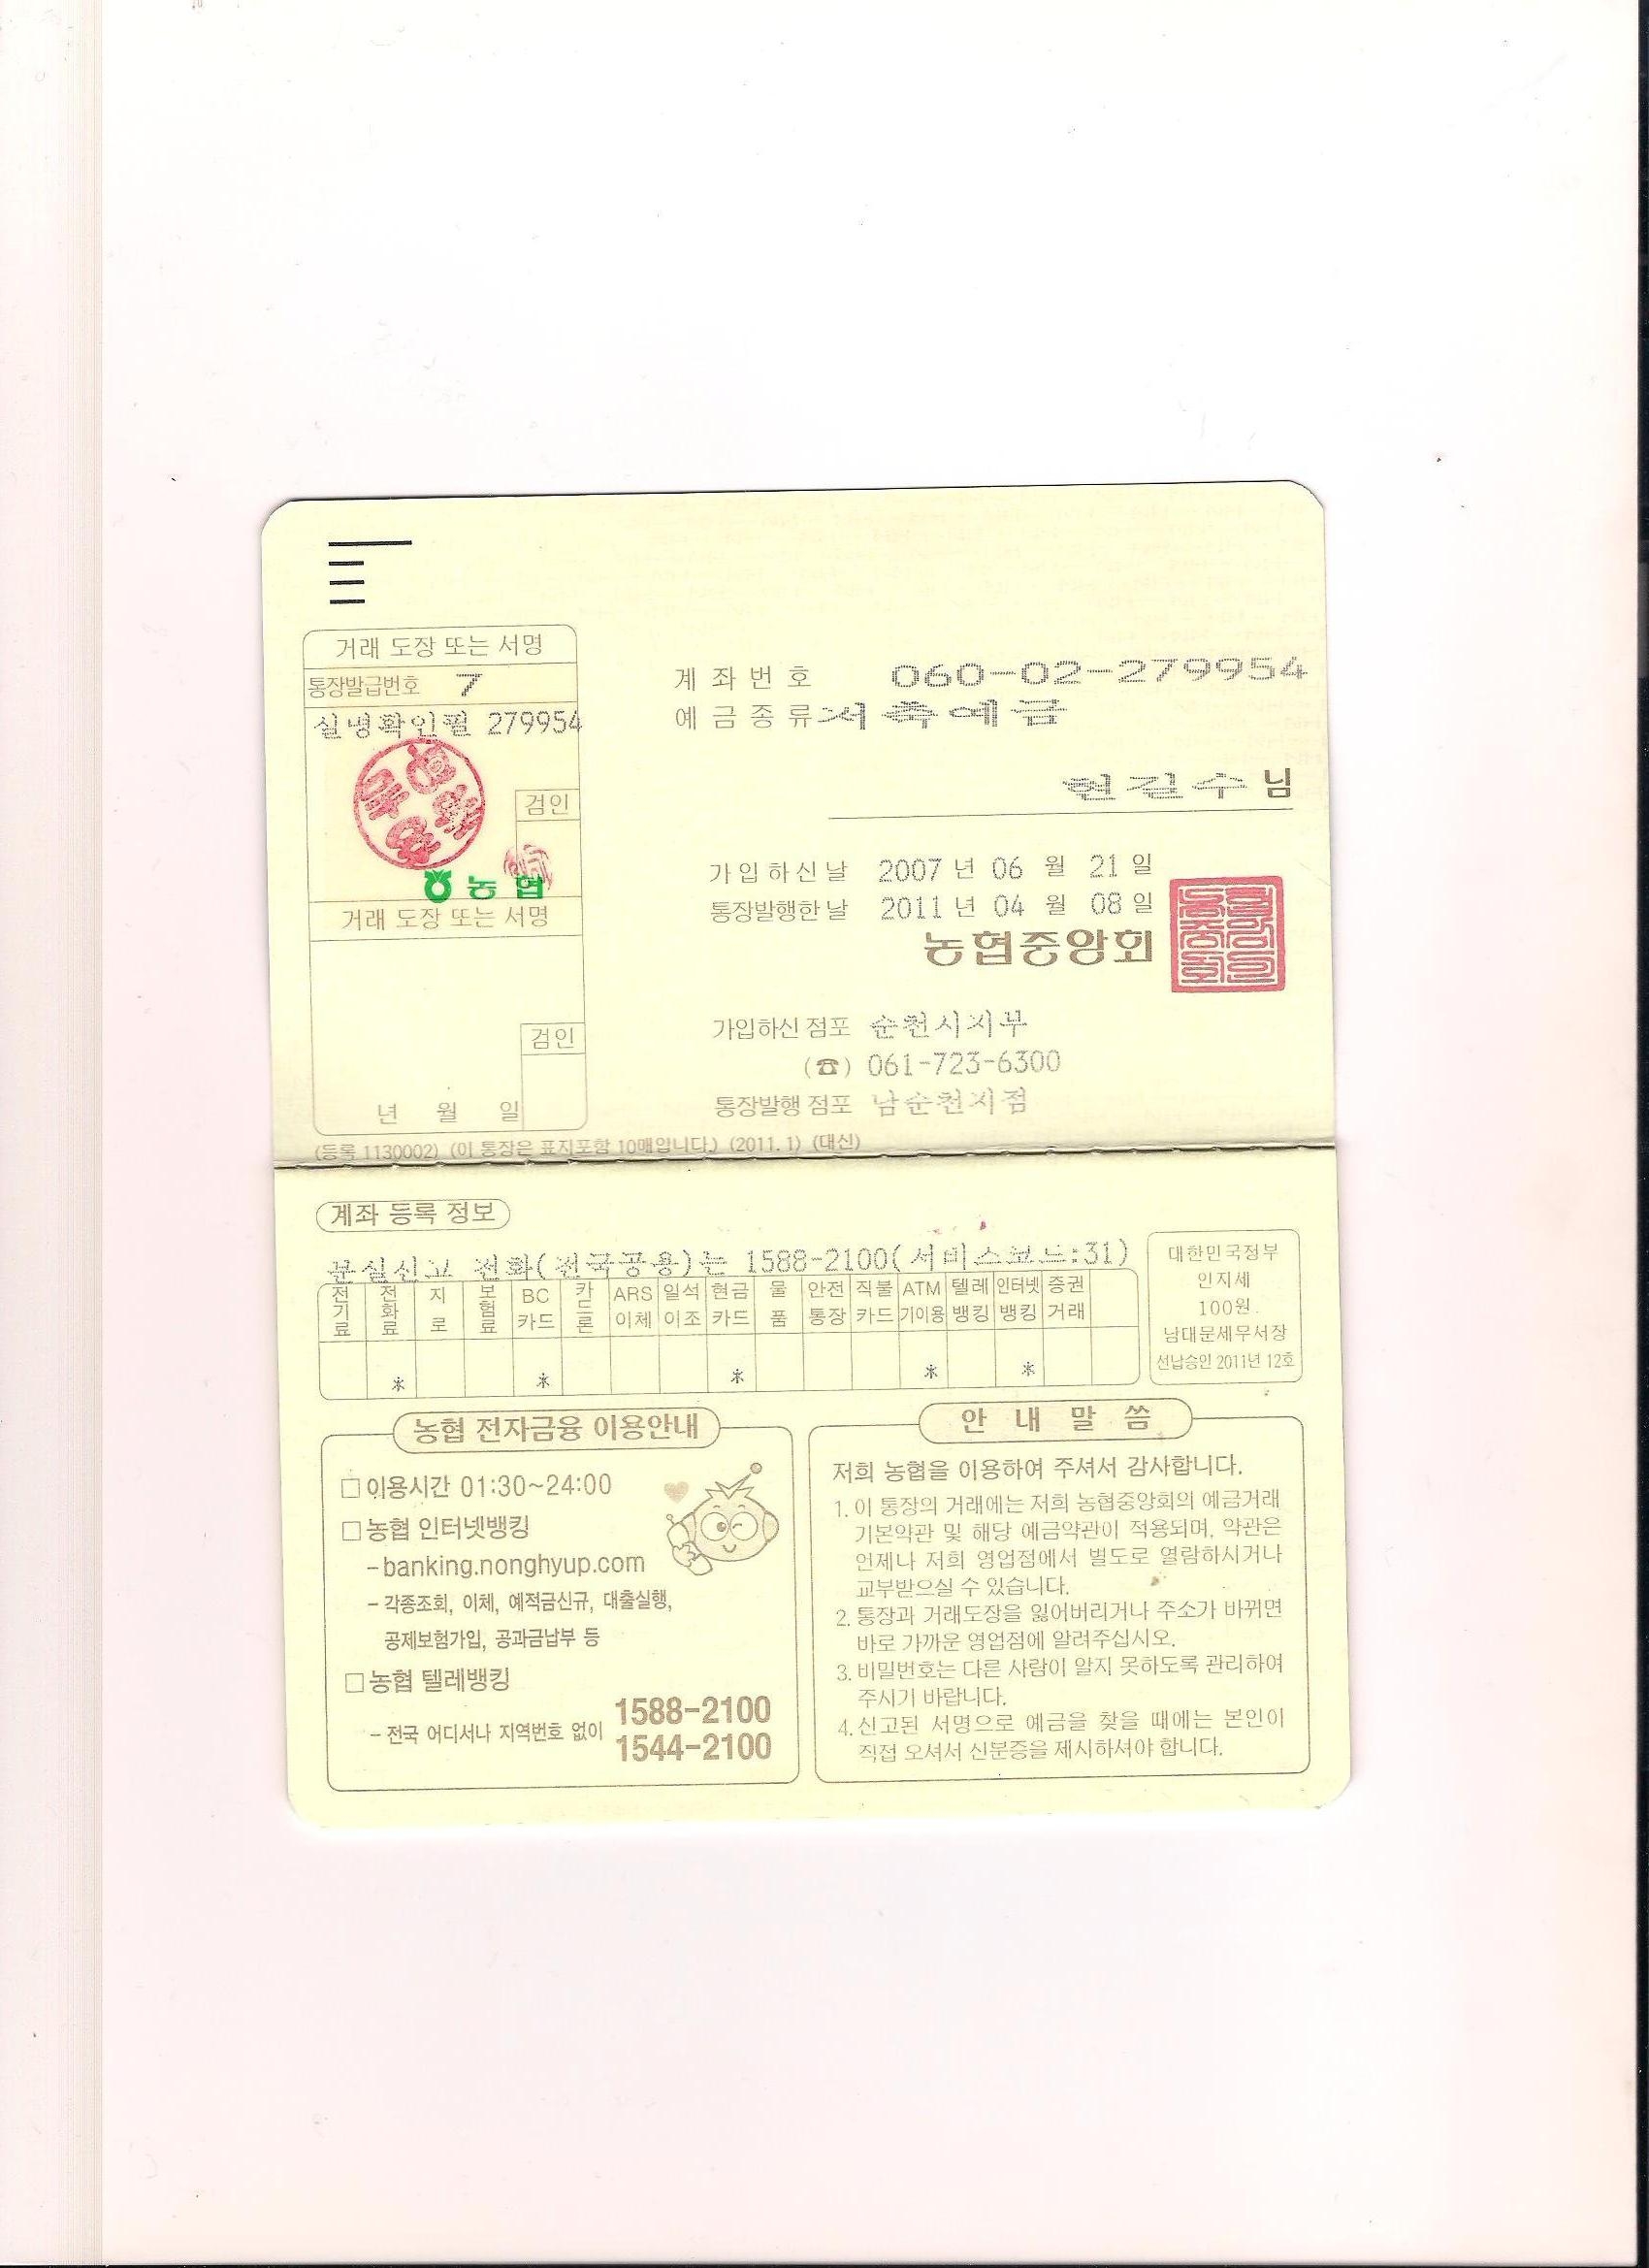 거래 도장 또는 서명
통장발급번호 7
실명확인필 279954
검인
농협
거래 도장 또는 서명
검인
년 월 일
계좌번호 060-02-279954
예금종류 저축예금
현길수 님
가입하신날 2007 년 06 월 21 일
통장발행한날 2011 년 04 월 08 일
농협중앙회
가입하신 점포 순천시지부
(☎) 061-723-6300
통장발행 점포 남순천지점
(등록 1130002) (이 통장은 표지포함 10매입니다.) (2011. 1) (대신)
계좌 등록 정보
분실신고 전화(전국공용)는 1588-2100(서비스코드:31)
전기료 전화료 지로 보험료 BC카드 카드론 ARS이체 일석이조 현금카드 물품 안전통장 직불카드 ATM기이용 텔레뱅킹 인터넷뱅킹 증권거래
* * * * *
대한민국정부
인지세
100원
남대문세무서장
선납승인 2011년 12호
농협 전자금융 이용안내
□ 이용시간 01:30~24:00
□ 농협 인터넷뱅킹
- banking.nonghyup.com
- 각종조회, 이체, 예적금신규, 대출실행,
공제보험가입, 공과금납부 등
□ 농협 텔레뱅킹
- 전국 어디서나 지역번호 없이 1588-2100
1544-2100
안 내 말 씀
저희 농협을 이용하여 주셔서 감사합니다.
1. 이 통장의 거래에는 저희 농협중앙회의 예금거래
기본약관 및 해당 예금약관이 적용되며, 약관은
언제나 저희 영업점에서 별도로 열람하시거나
교부받으실 수 있습니다.
2. 통장과 거래도장을 잃어버리거나 주소가 바뀌면
바로 가까운 영업점에 알려주십시오.
3. 비밀번호는 다른 사람이 알지 못하도록 관리하여
주시기 바랍니다.
4. 신고된 서명으로 예금을 찾을 때에는 본인이
직접 오셔서 신분증을 제시하셔야 합니다.